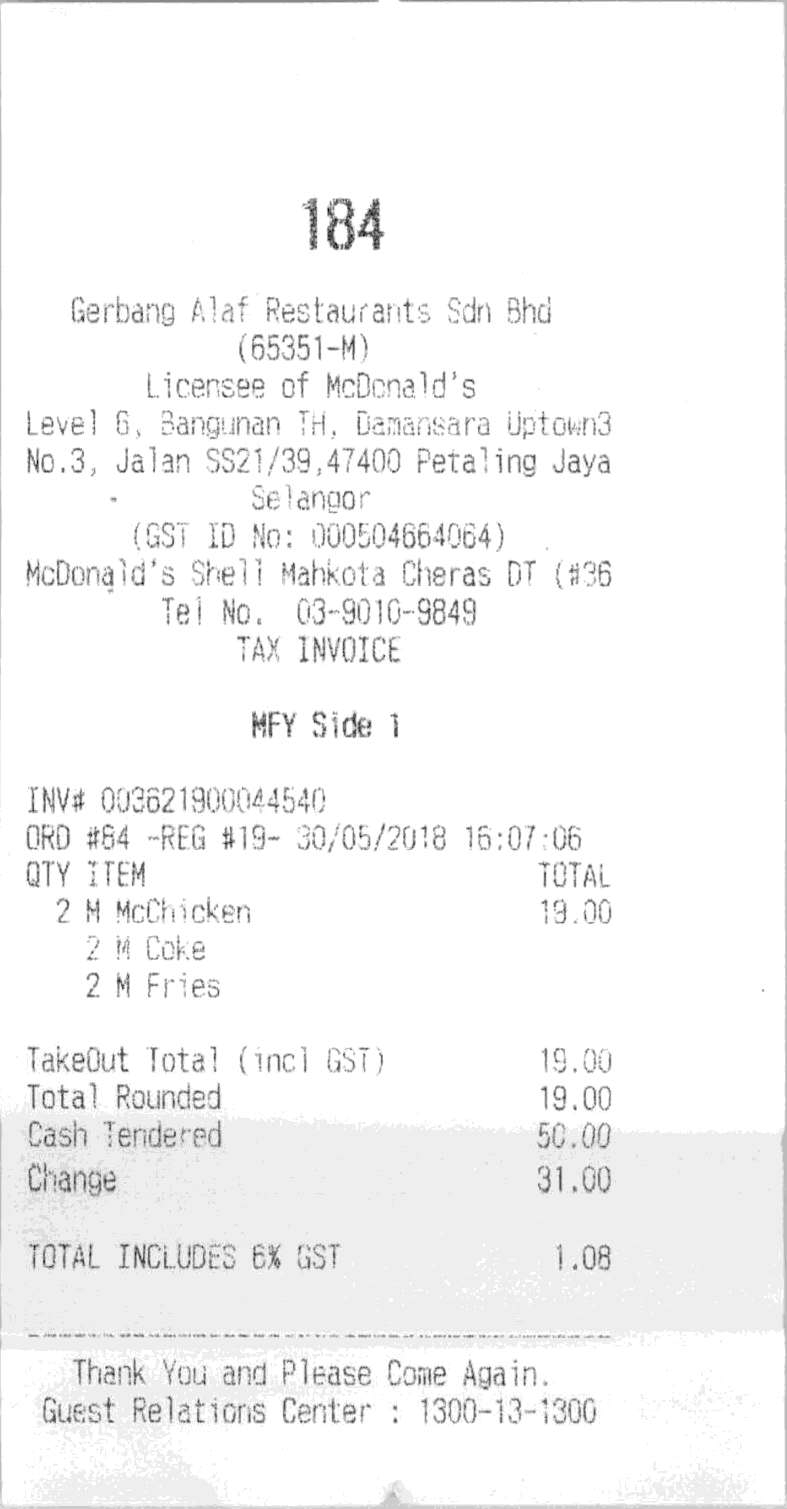 184
Gerbang Alaf Restaurants Sdn Bhd
(65351-M)
Licensee of McDonald's
Level 6, Bangunan TH, Damansara Uptown3
No.3, Jalan SS21/39,47400 Petaling Jaya
Selangor
(GST ID No: 000504664064)
McDonald's Shell Mahkota Cheras DT (#36
Tel No.  03-9010-9849
TAX INVOICE
MFY Side 1
INV# 003621900044540
ORD #84 -REG #19- 30/05/2018 16:07:06
QTY ITEM TOTAL
2 M McChicken 19.00
2 M Coke
2 M Fries
TakeOut Total (incl GST) 19.00
Total Rounded 19.00
Cash Tendered 50.00
Change 31.00
TOTAL INCLUDES 6% GST 1.08
Thank You and Please Come Again.
Guest Relations Center : 1300-13-1300